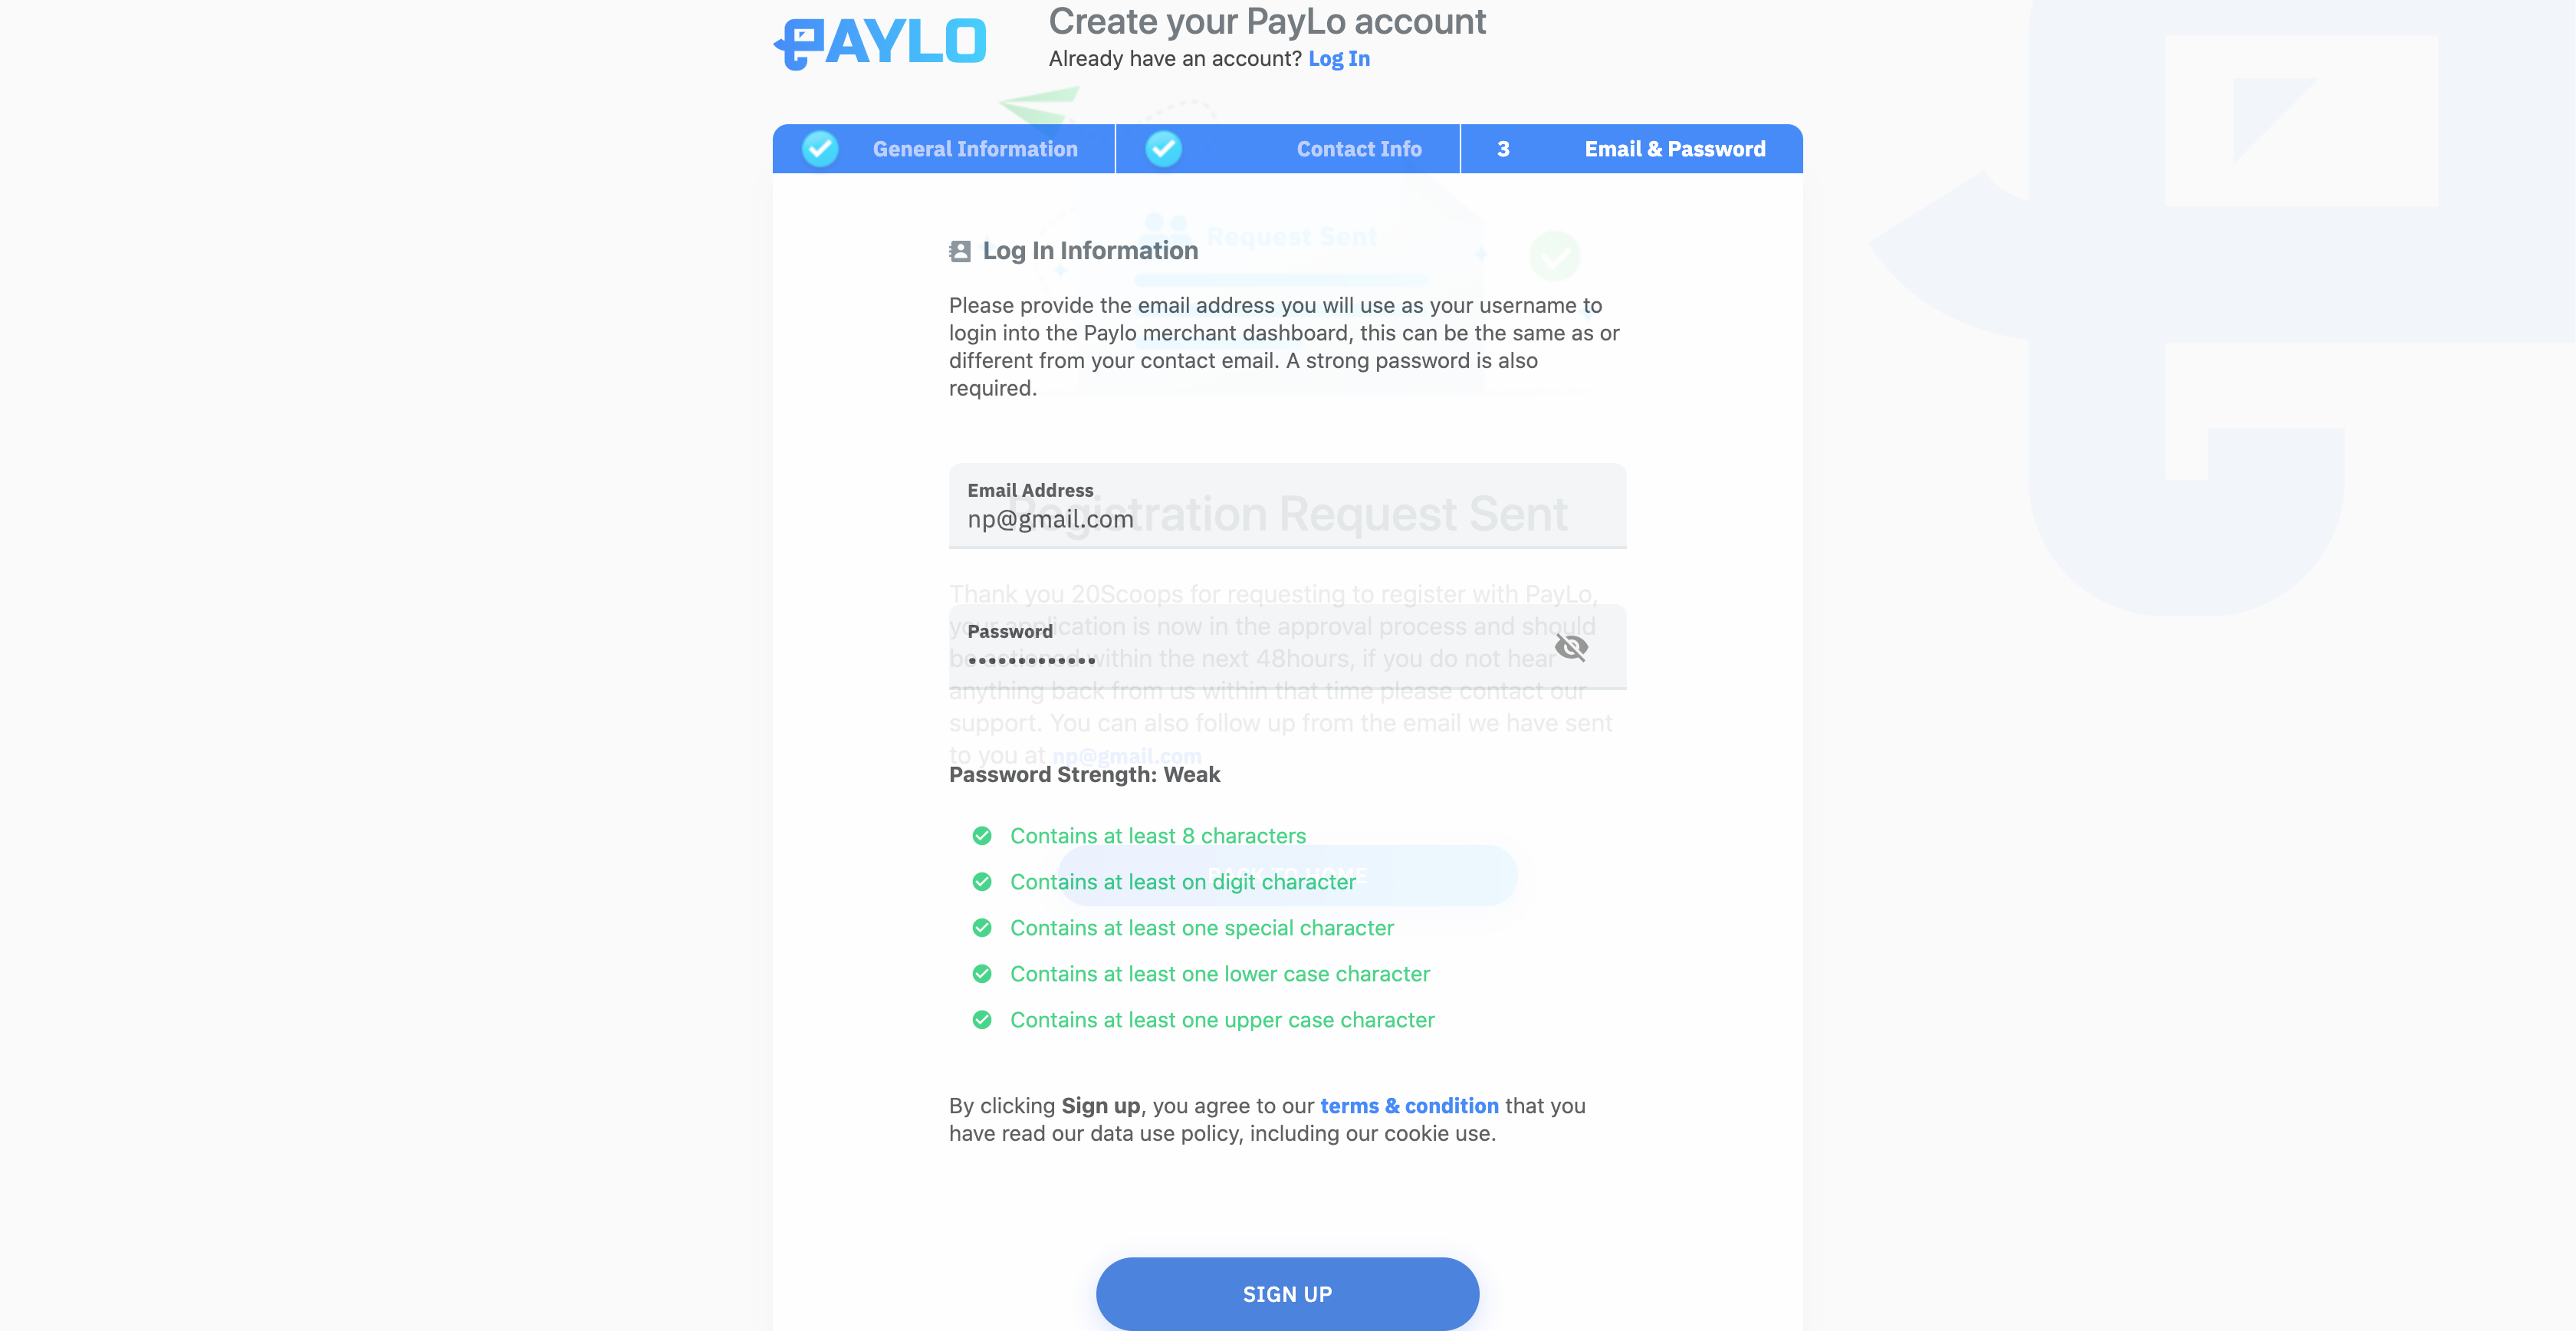 PAYLO
Create your PayLo account
Already have an account? Log In
General Information
Contact Info
3 Email & Password
Request Sent
Log In Information
Please provide the email address you will use as your username to
login into the Paylo merchant dashboard, this can be the same as or
different from your contact email. A strong password is also
required.
Email Address
np@gmail.com
Registration Request Sent
Thank you 20Scoops for requesting to register with PayLo,
your application is now in the approval process and should
Password
be actioned within the next 48hours, if you do not hear
•••••••••••••
anything back from us within that time please contact our
support. You can also follow up from the email we have sent
to you at np@gmail.com
Password Strength: Weak
Contains at least 8 characters
BACK TO HOME
Contains at least on digit character
Contains at least one special character
Contains at least one lower case character
Contains at least one upper case character
By clicking Sign up, you agree to our terms & condition that you
have read our data use policy, including our cookie use.
SIGN UP